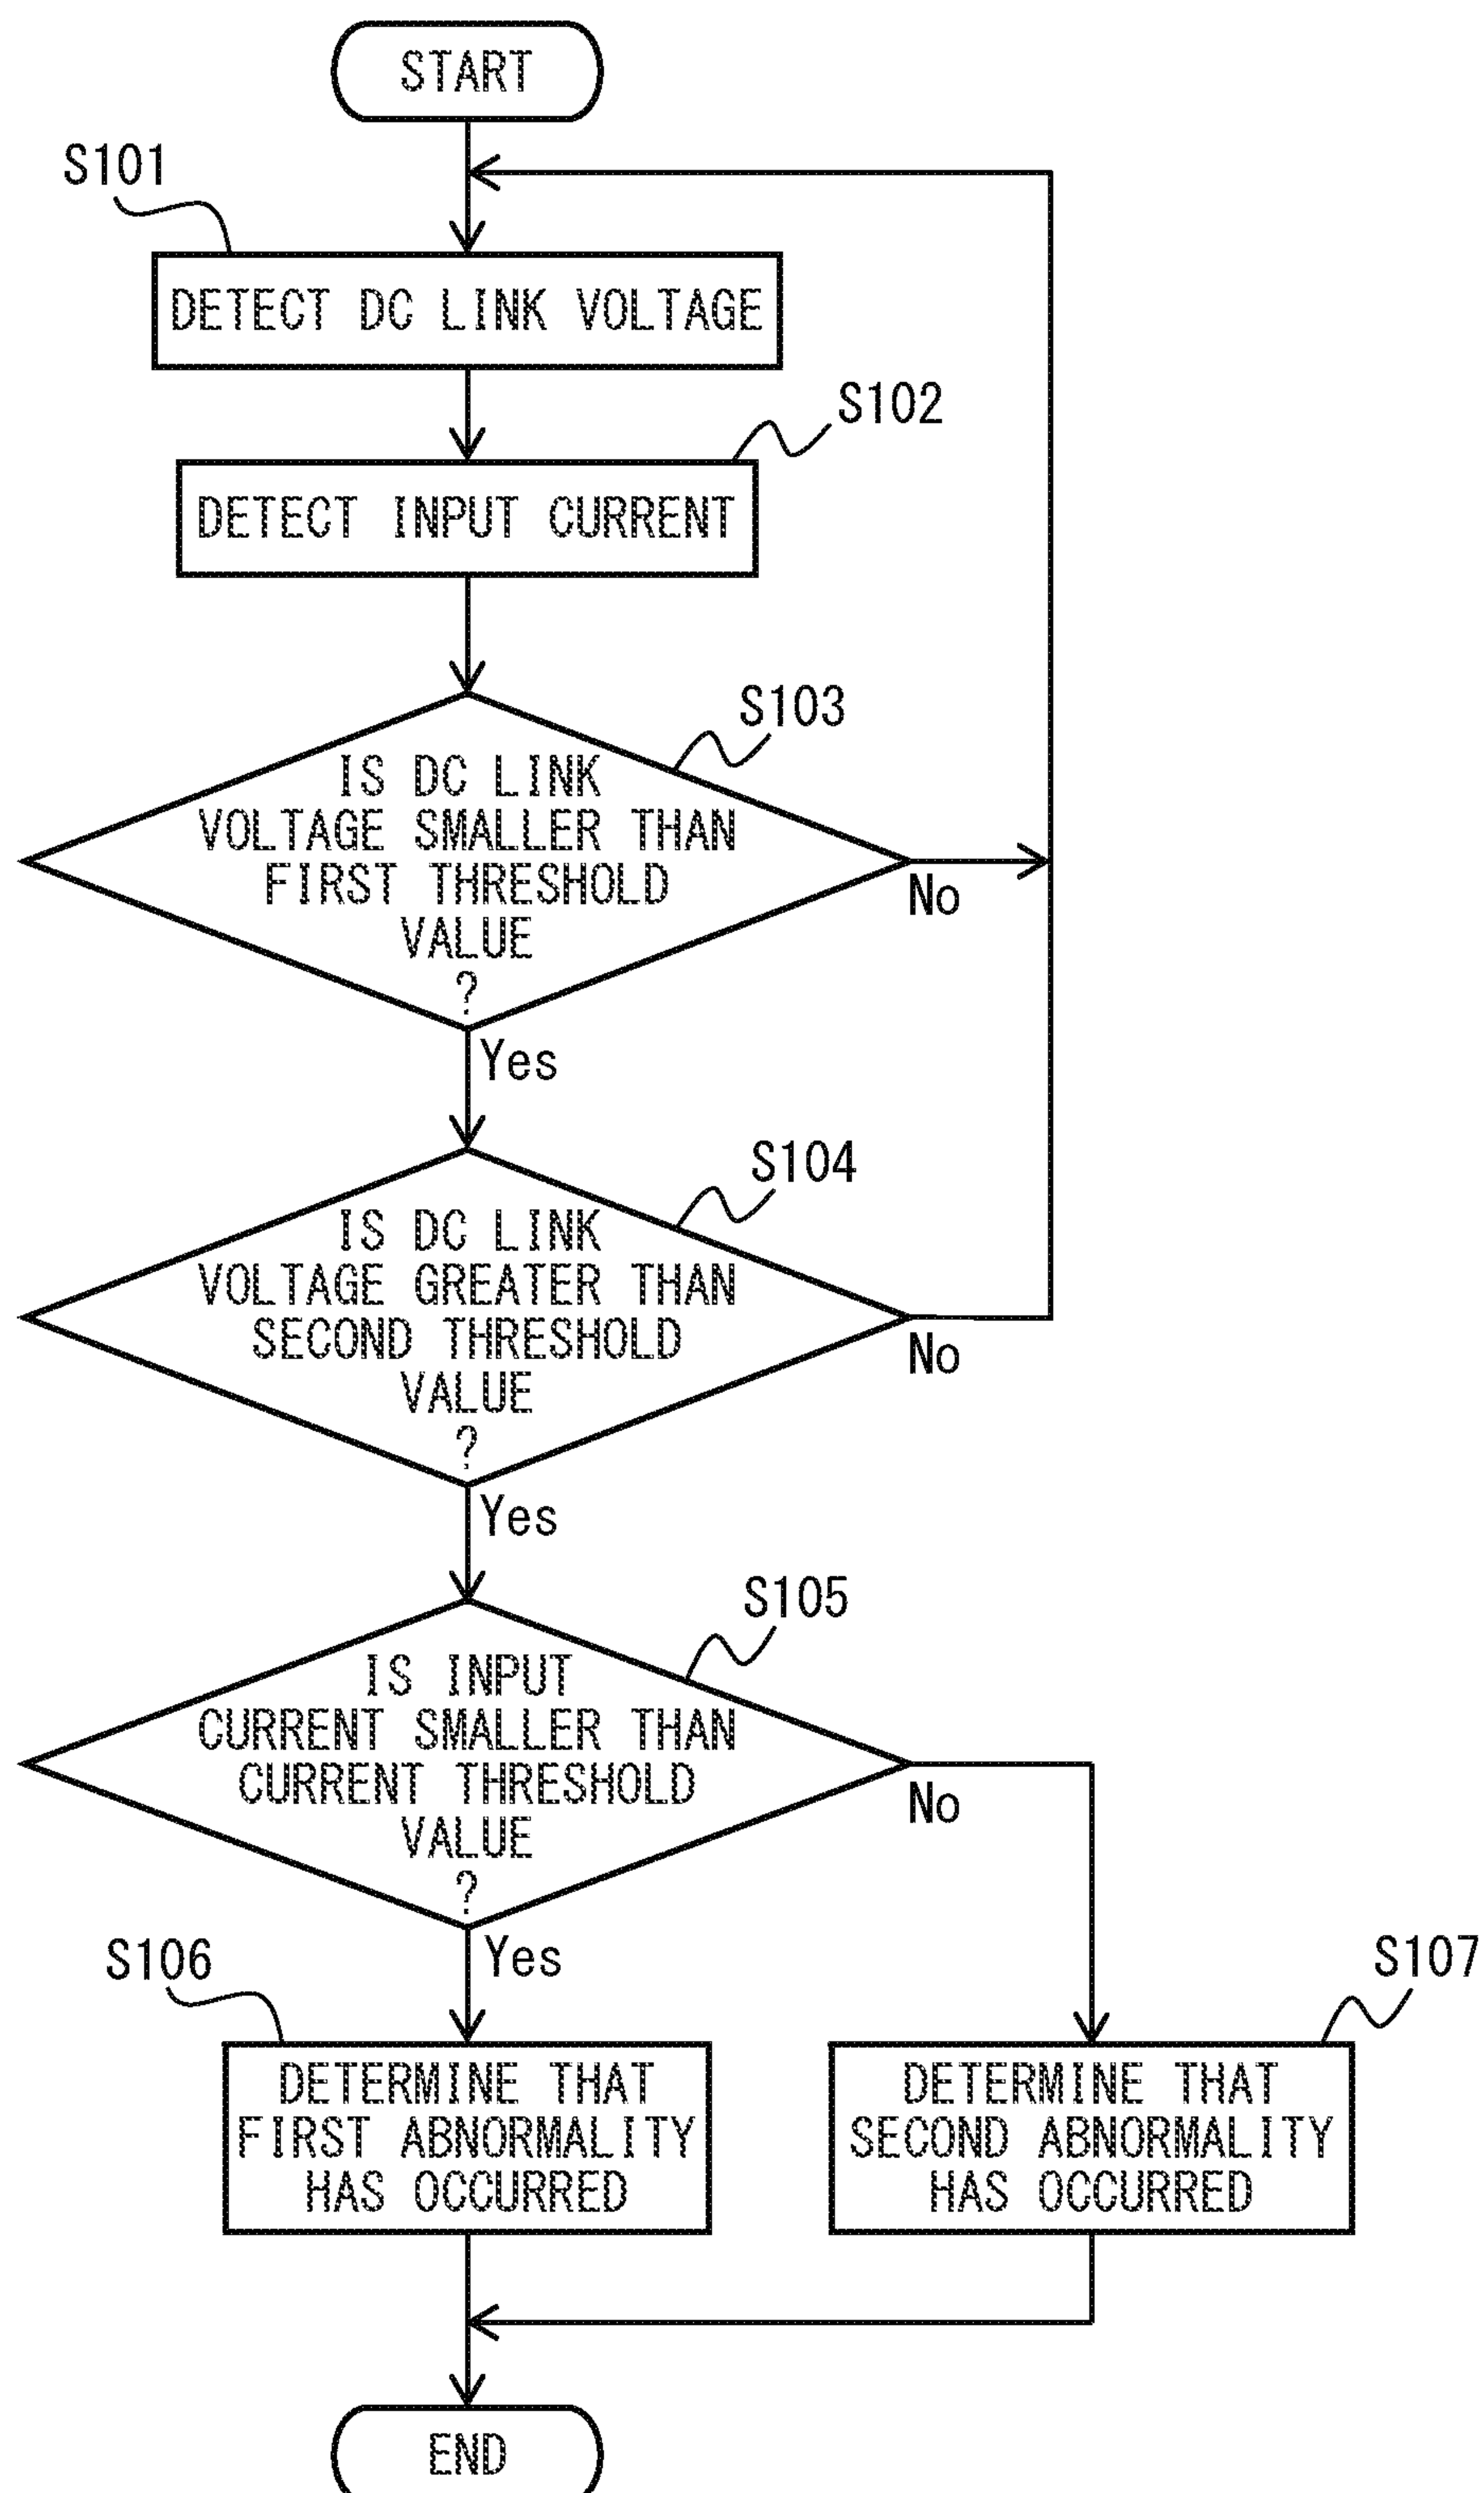 START
S101
DETECT DC LINK VOLTAGE
S102
DETECT INPUT CURRENT
S103
IS DC LINK
VOLTAGE SMALLER THAN
FIRST THRESHOLD
VALUE
?
No
Yes
S104
IS DC LINK
VOLTAGE GREATER THAN
SECOND THRESHOLD
VALUE
?
No
Yes
S105
IS INPUT
CURRENT SMALLER THAN
CURRENT THRESHOLD
VALUE
?
No
Yes
S106
DETERMINE THAT
FIRST ABNORMALITY
HAS OCCURRED
S107
DETERMINE THAT
SECOND ABNORMALITY
HAS OCCURRED
END